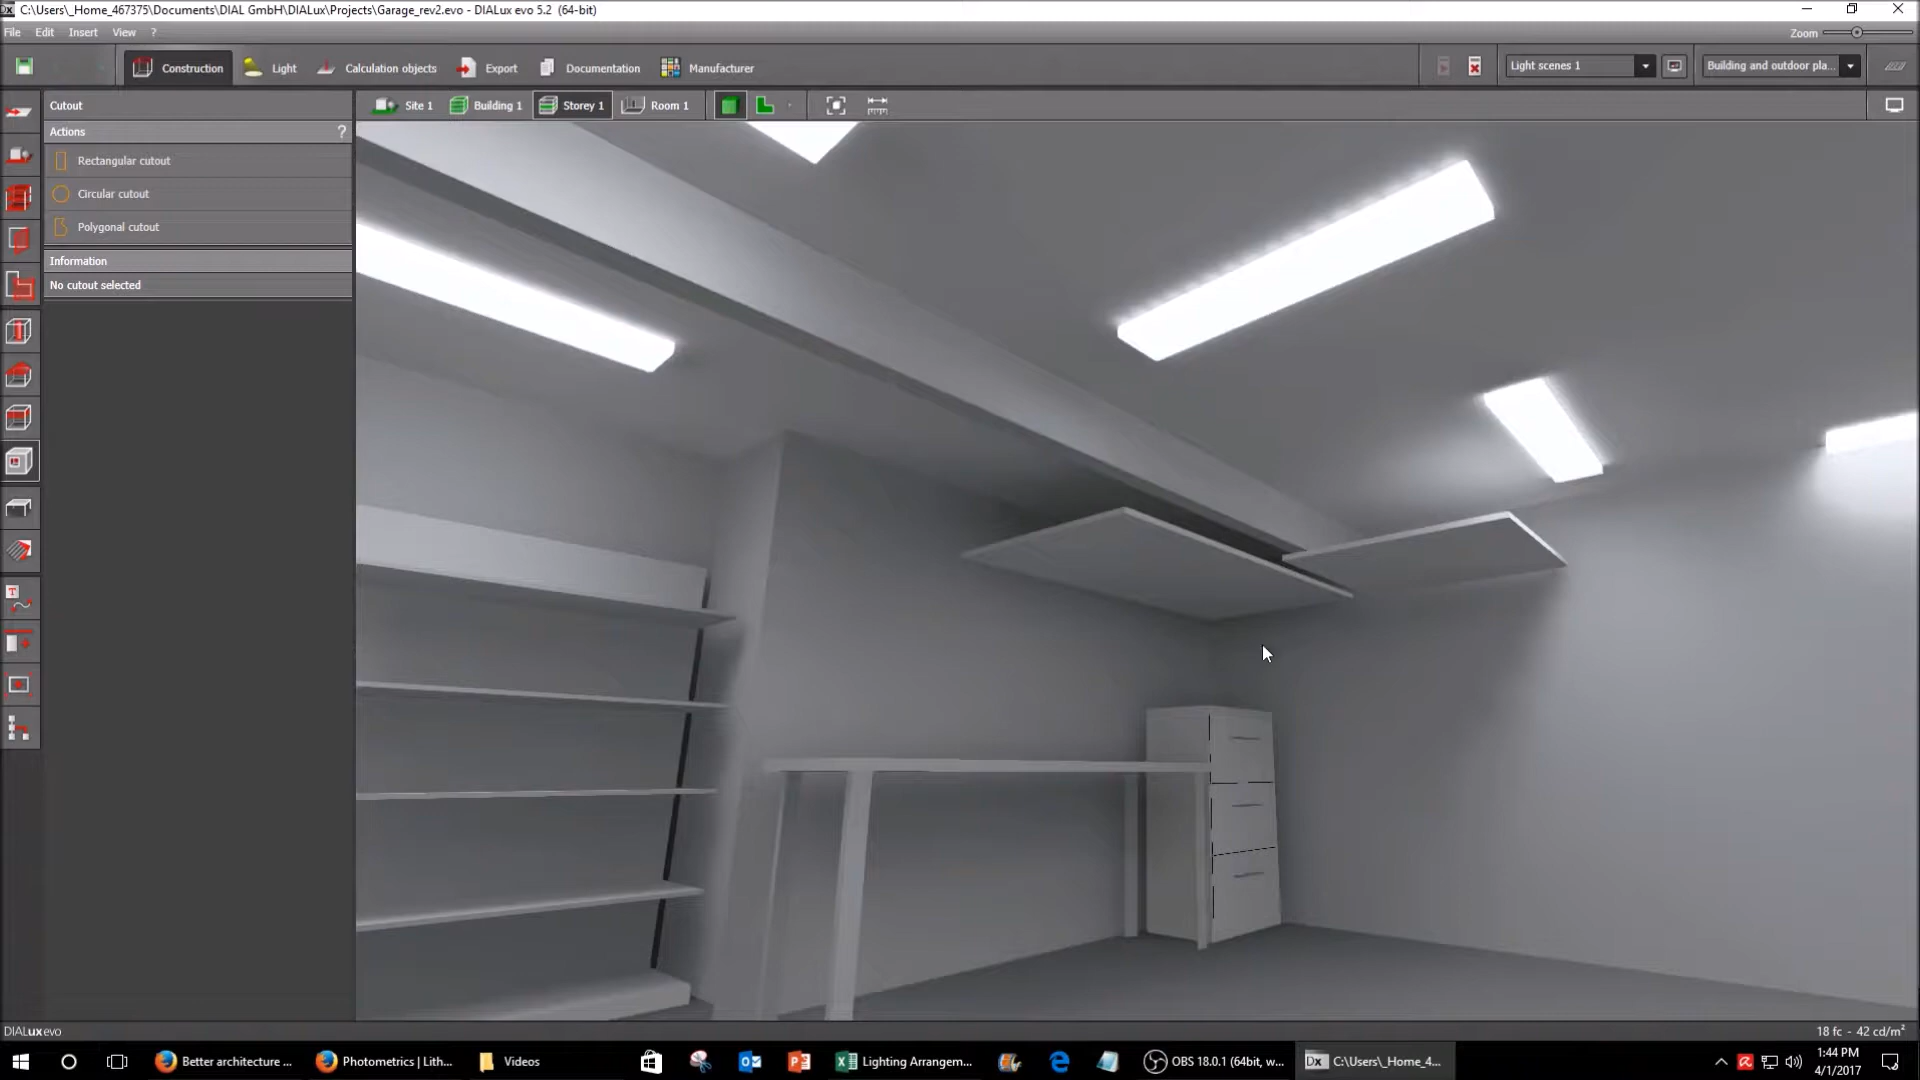 C:\Users\_Home_467375\Documents\DIAL GmbH\DIALux\Projects\Garage_rev2.evo - DIALux evo 5.2 (64-bit)
File Edit Insert View ? Zoom
Construction Light Calculation objects Export Documentation Manufacturer Light scenes 1 Building and outdoor pla...
Cutout Site 1 Building 1 Storey 1 Room 1
Actions ?
Rectangular cutout
Circular cutout
Polygonal cutout
Information
No cutout selected
DIALux evo 18 fc - 42 cd/m²
Better architecture ... Photometrics | Lith... Videos Lighting Arrangem... OBS 18.0.1 (64bit, w... C:\Users\_Home_4...
1:44 PM
4/1/2017